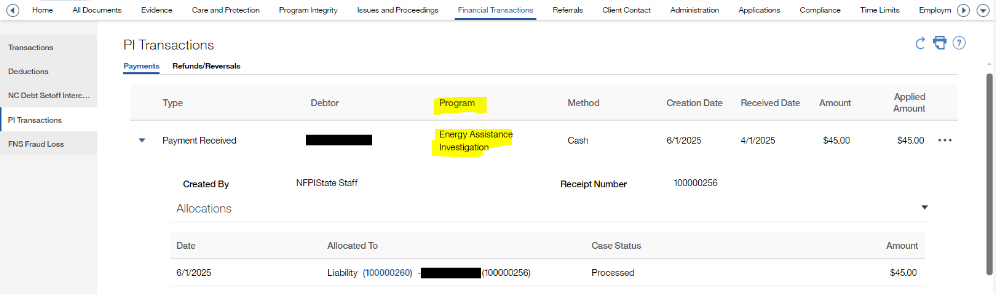 Home All Documents Evidence Care and Protection Program Integrity Issues and Proceedings Financial Transactions Referrals Client Contact Administration Applications Compliance Time Limits Employm
Transactions
Deductions
NC Debt Setoff Interc...
PI Transactions
FNS Fraud Loss
PI Transactions
Payments Refunds/Reversals
Type Debtor Program Method Creation Date Received Date Amount Applied Amount
Payment Received Energy Assistance Investigation Cash 6/1/2025 4/1/2025 $45.00 $45.00
Created By NFPIState Staff Receipt Number 100000256
Allocations
Date Allocated To Case Status Amount
6/1/2025 Liability (100000260) - (100000256) Processed $45.00